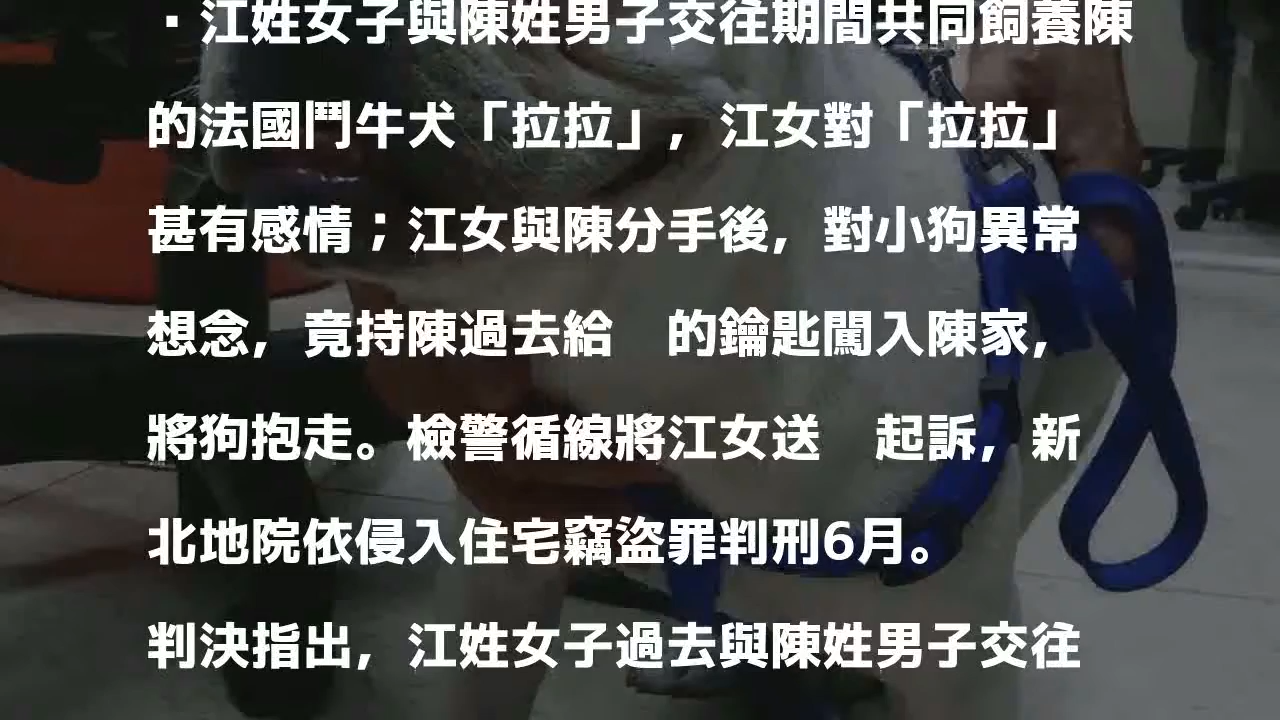 ·江姓女子與陳姓男子交往期間共同飼養陳
的法國鬥牛犬「拉拉」，江女對「拉拉」
甚有感情；江女與陳分手後，對小狗異常
想念，竟持陳過去給　的鑰匙闖入陳家，
將狗抱走。檢警循線將江女送　起訴，新
北地院依侵入住宅竊盜罪判刑6月。
判決指出，江姓女子過去與陳姓男子交往